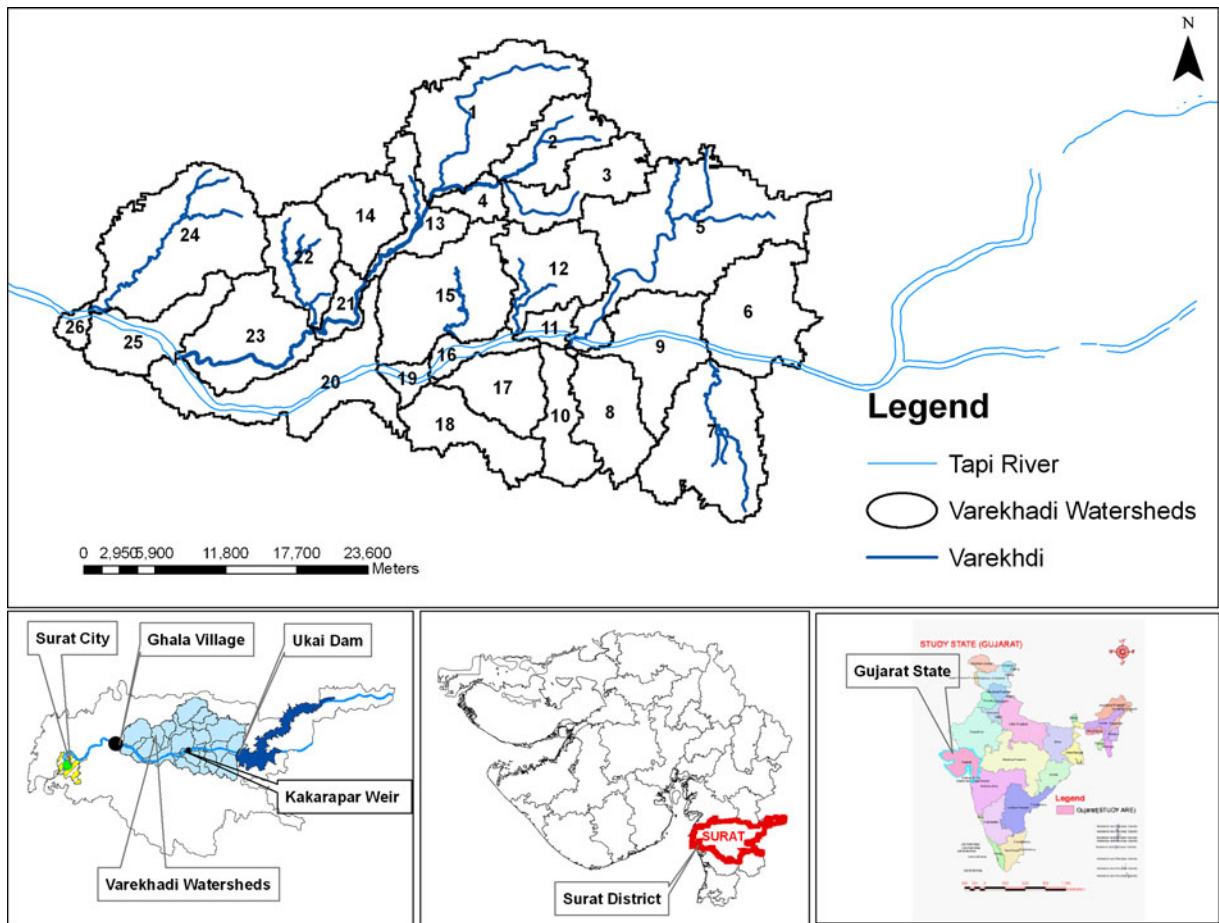 N
1
2
3
4
5
6
7
8
9
10
11
12
13
14
15
16
17
18
19
20
21
22
23
24
25
26
Legend
Tapi River
Varekhadi Watersheds
Varekhdi
0 2,950 5,900 11,800 17,700 23,600
Meters
Surat City
Ghala Village
Ukai Dam
Kakarapar Weir
Varekhadi Watersheds
SURAT
Surat District
STUDY STATE (GUJARAT)
Gujarat State
Legend
Gujarat(STUDY ARE)